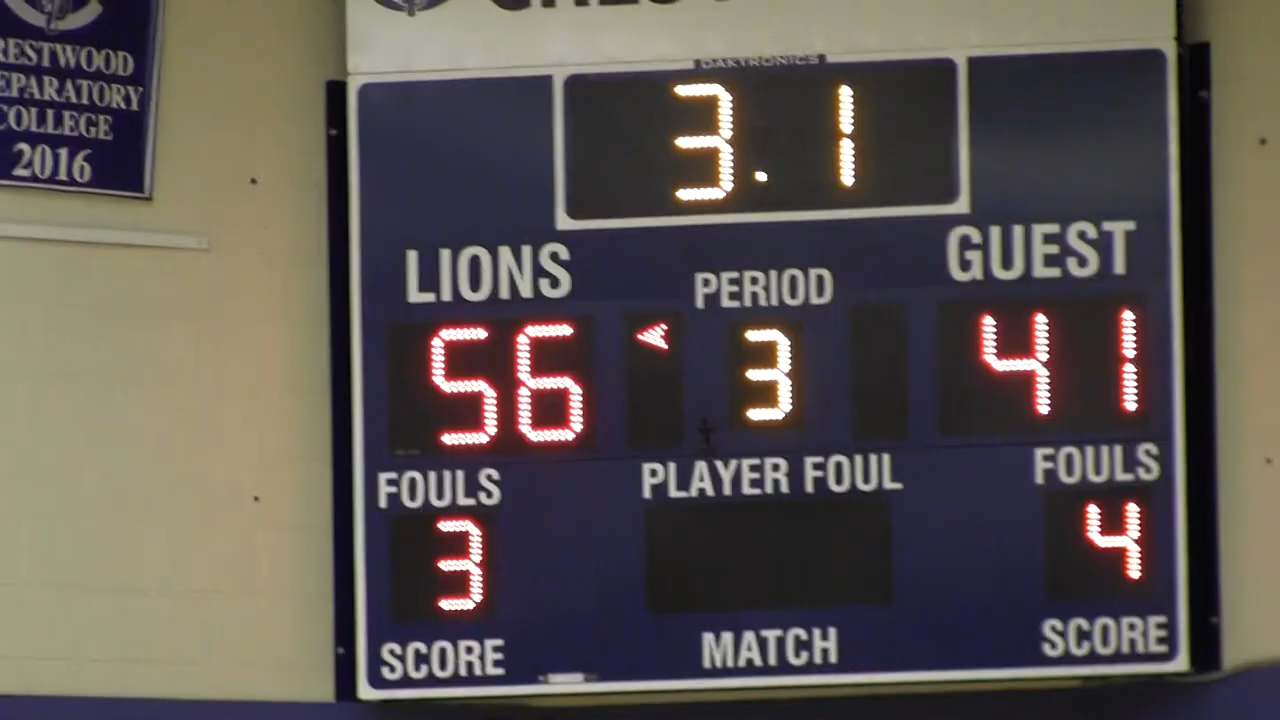 RESTWOOD
EPARATORY
COLLEGE
2016
DAKTRONICS
3.1
LIONS
PERIOD
GUEST
56
3
41
FOULS
PLAYER FOUL
FOULS
3
4
SCORE
MATCH
SCORE